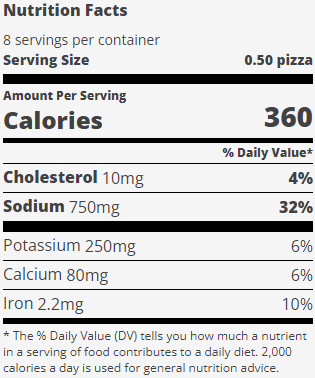 Nutrition Facts
8 servings per container
Serving Size 0.50 pizza
Amount Per Serving
Calories 360
% Daily Value*
Cholesterol 10mg 4%
Sodium 750mg 32%
Potassium 250mg 6%
Calcium 80mg 6%
Iron 2.2mg 10%
* The % Daily Value (DV) tells you how much a nutrient
in a serving of food contributes to a daily diet. 2,000
calories a day is used for general nutrition advice.